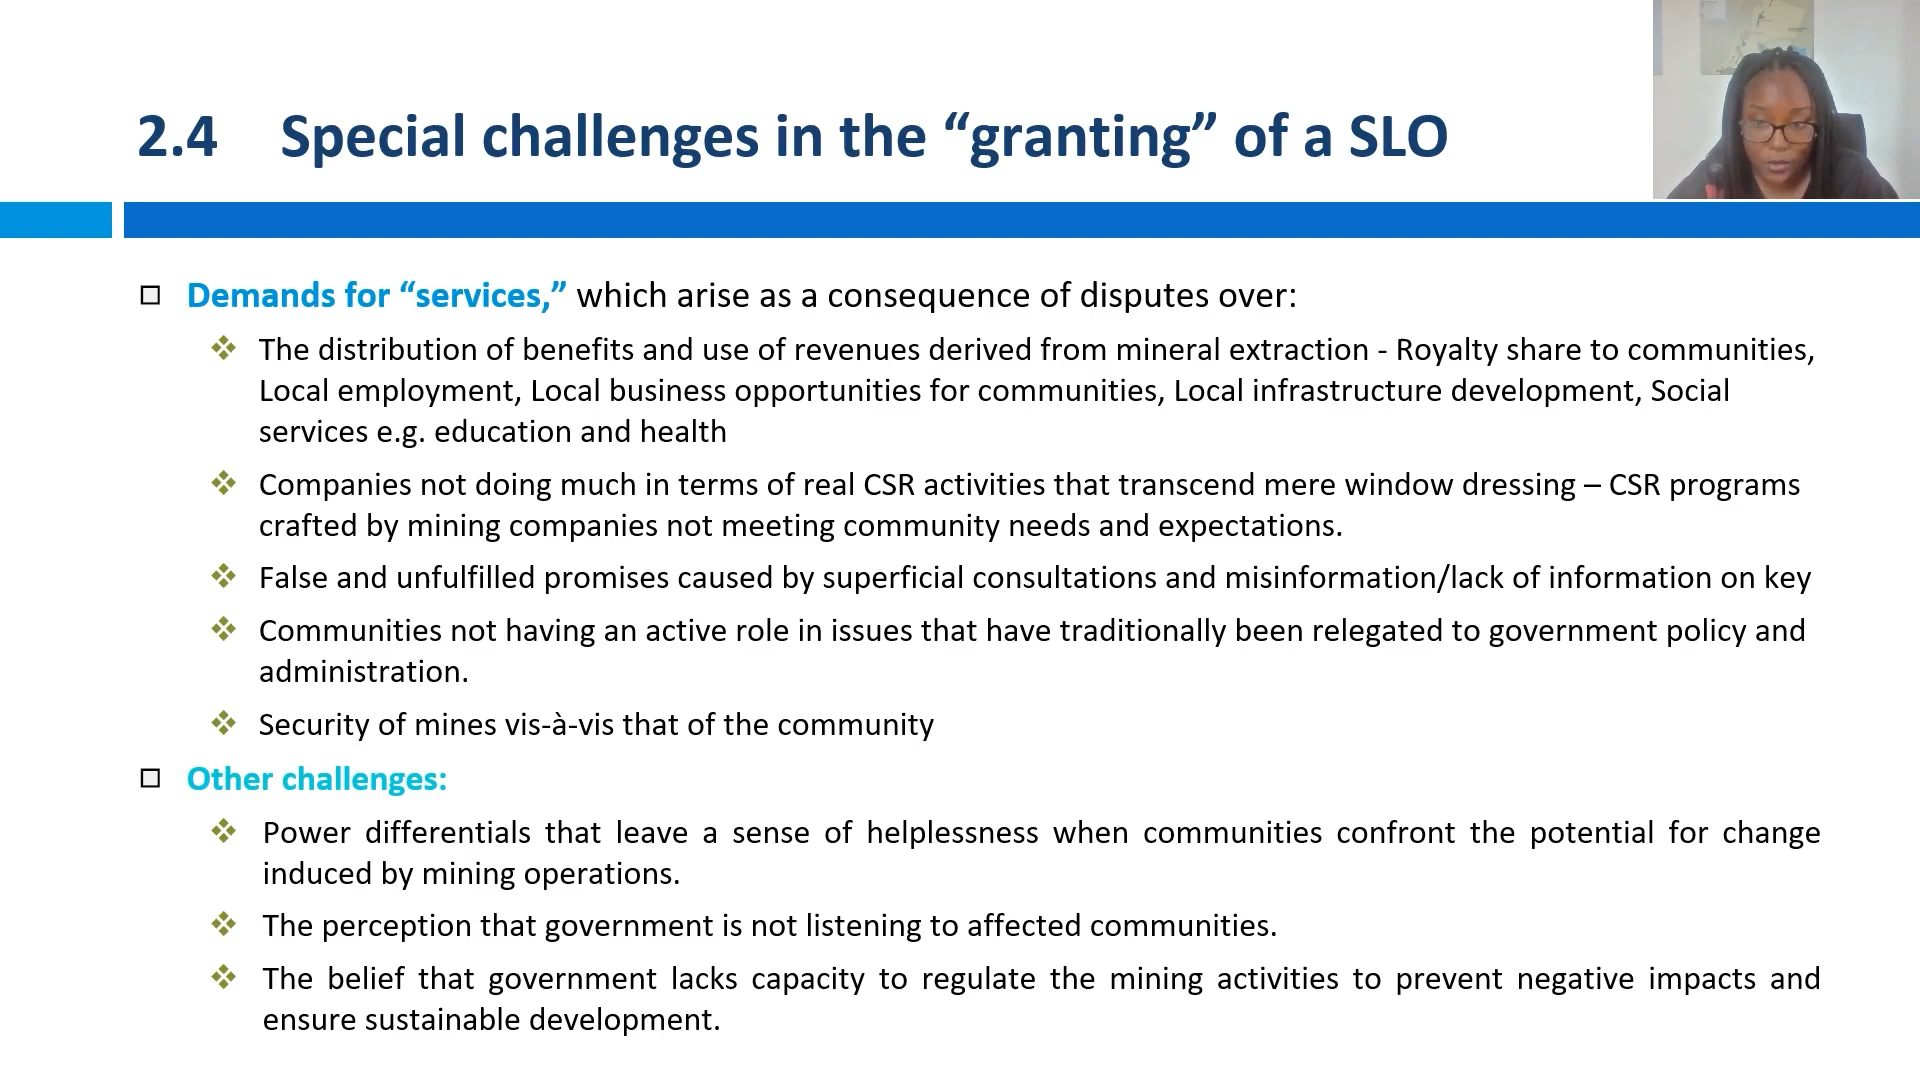 2.4 Special challenges in the “granting” of a SLO
Demands for “services,” which arise as a consequence of disputes over:
The distribution of benefits and use of revenues derived from mineral extraction - Royalty share to communities,
Local employment, Local business opportunities for communities, Local infrastructure development, Social
services e.g. education and health
Companies not doing much in terms of real CSR activities that transcend mere window dressing – CSR programs
crafted by mining companies not meeting community needs and expectations.
False and unfulfilled promises caused by superficial consultations and misinformation/lack of information on key
Communities not having an active role in issues that have traditionally been relegated to government policy and
administration.
Security of mines vis-à-vis that of the community
Other challenges:
Power differentials that leave a sense of helplessness when communities confront the potential for change
induced by mining operations.
The perception that government is not listening to affected communities.
The belief that government lacks capacity to regulate the mining activities to prevent negative impacts and
ensure sustainable development.